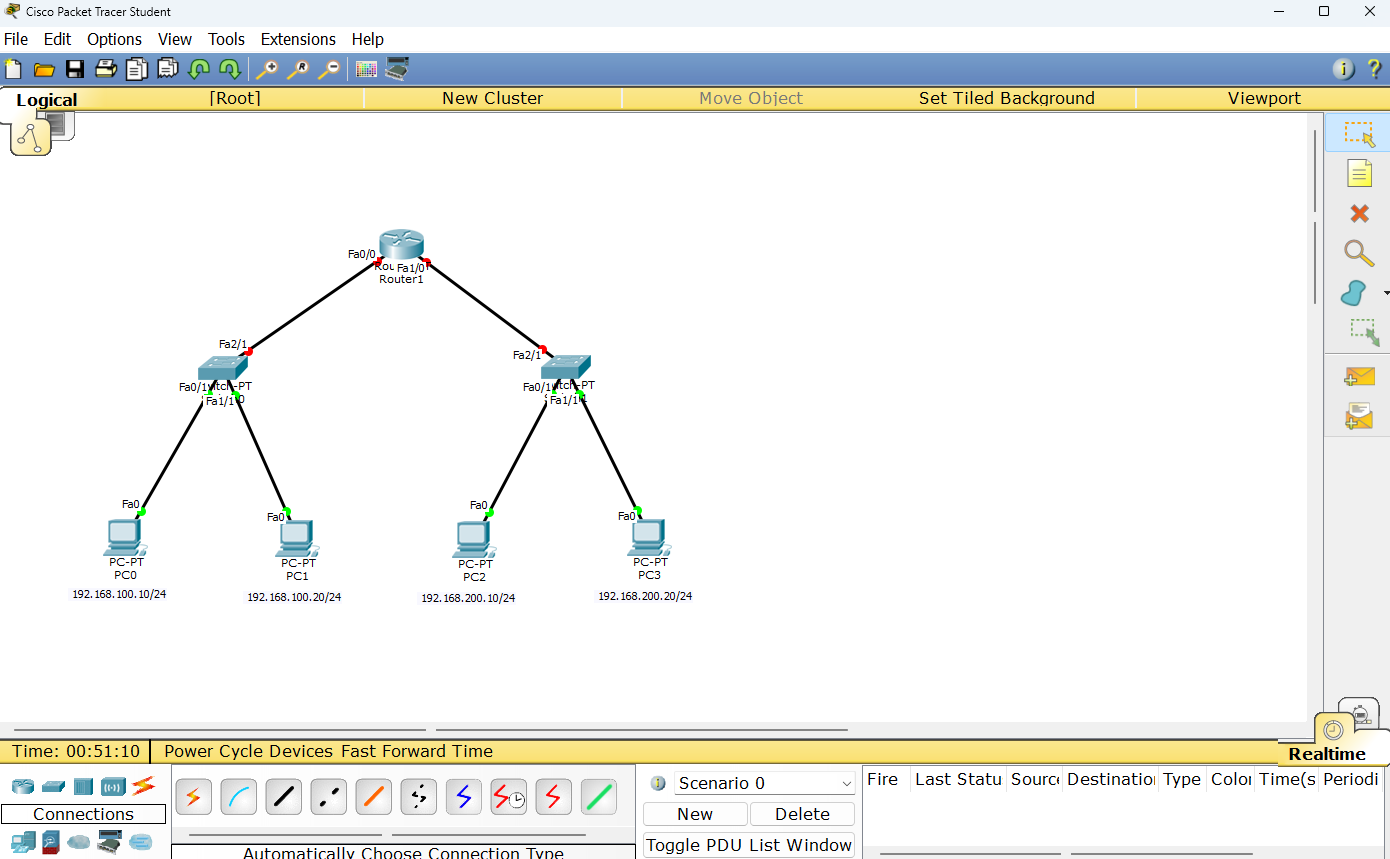 Cisco Packet Tracer Student
File Edit Options View Tools Extensions Help
Logical [Root] New Cluster Move Object Set Tiled Background Viewport
Fa0/0
Fa1/0
Router1
Fa2/1
Fa2/1
Fa0/1 itch-PT
Fa1/1 0
Fa0/1 itch-PT
Fa1/1
Fa0
Fa0
Fa0
Fa0
PC-PT
PC0
PC-PT
PC1
PC-PT
PC2
PC-PT
PC3
192.168.100.10/24
192.168.100.20/24
192.168.200.10/24
192.168.200.20/24
Time: 00:51:10 Power Cycle Devices Fast Forward Time
Realtime
Connections
Automatically Choose Connection Type
Scenario 0
New Delete
Toggle PDU List Window
Fire Last Statu Source Destination Type Color Time(s Periodi